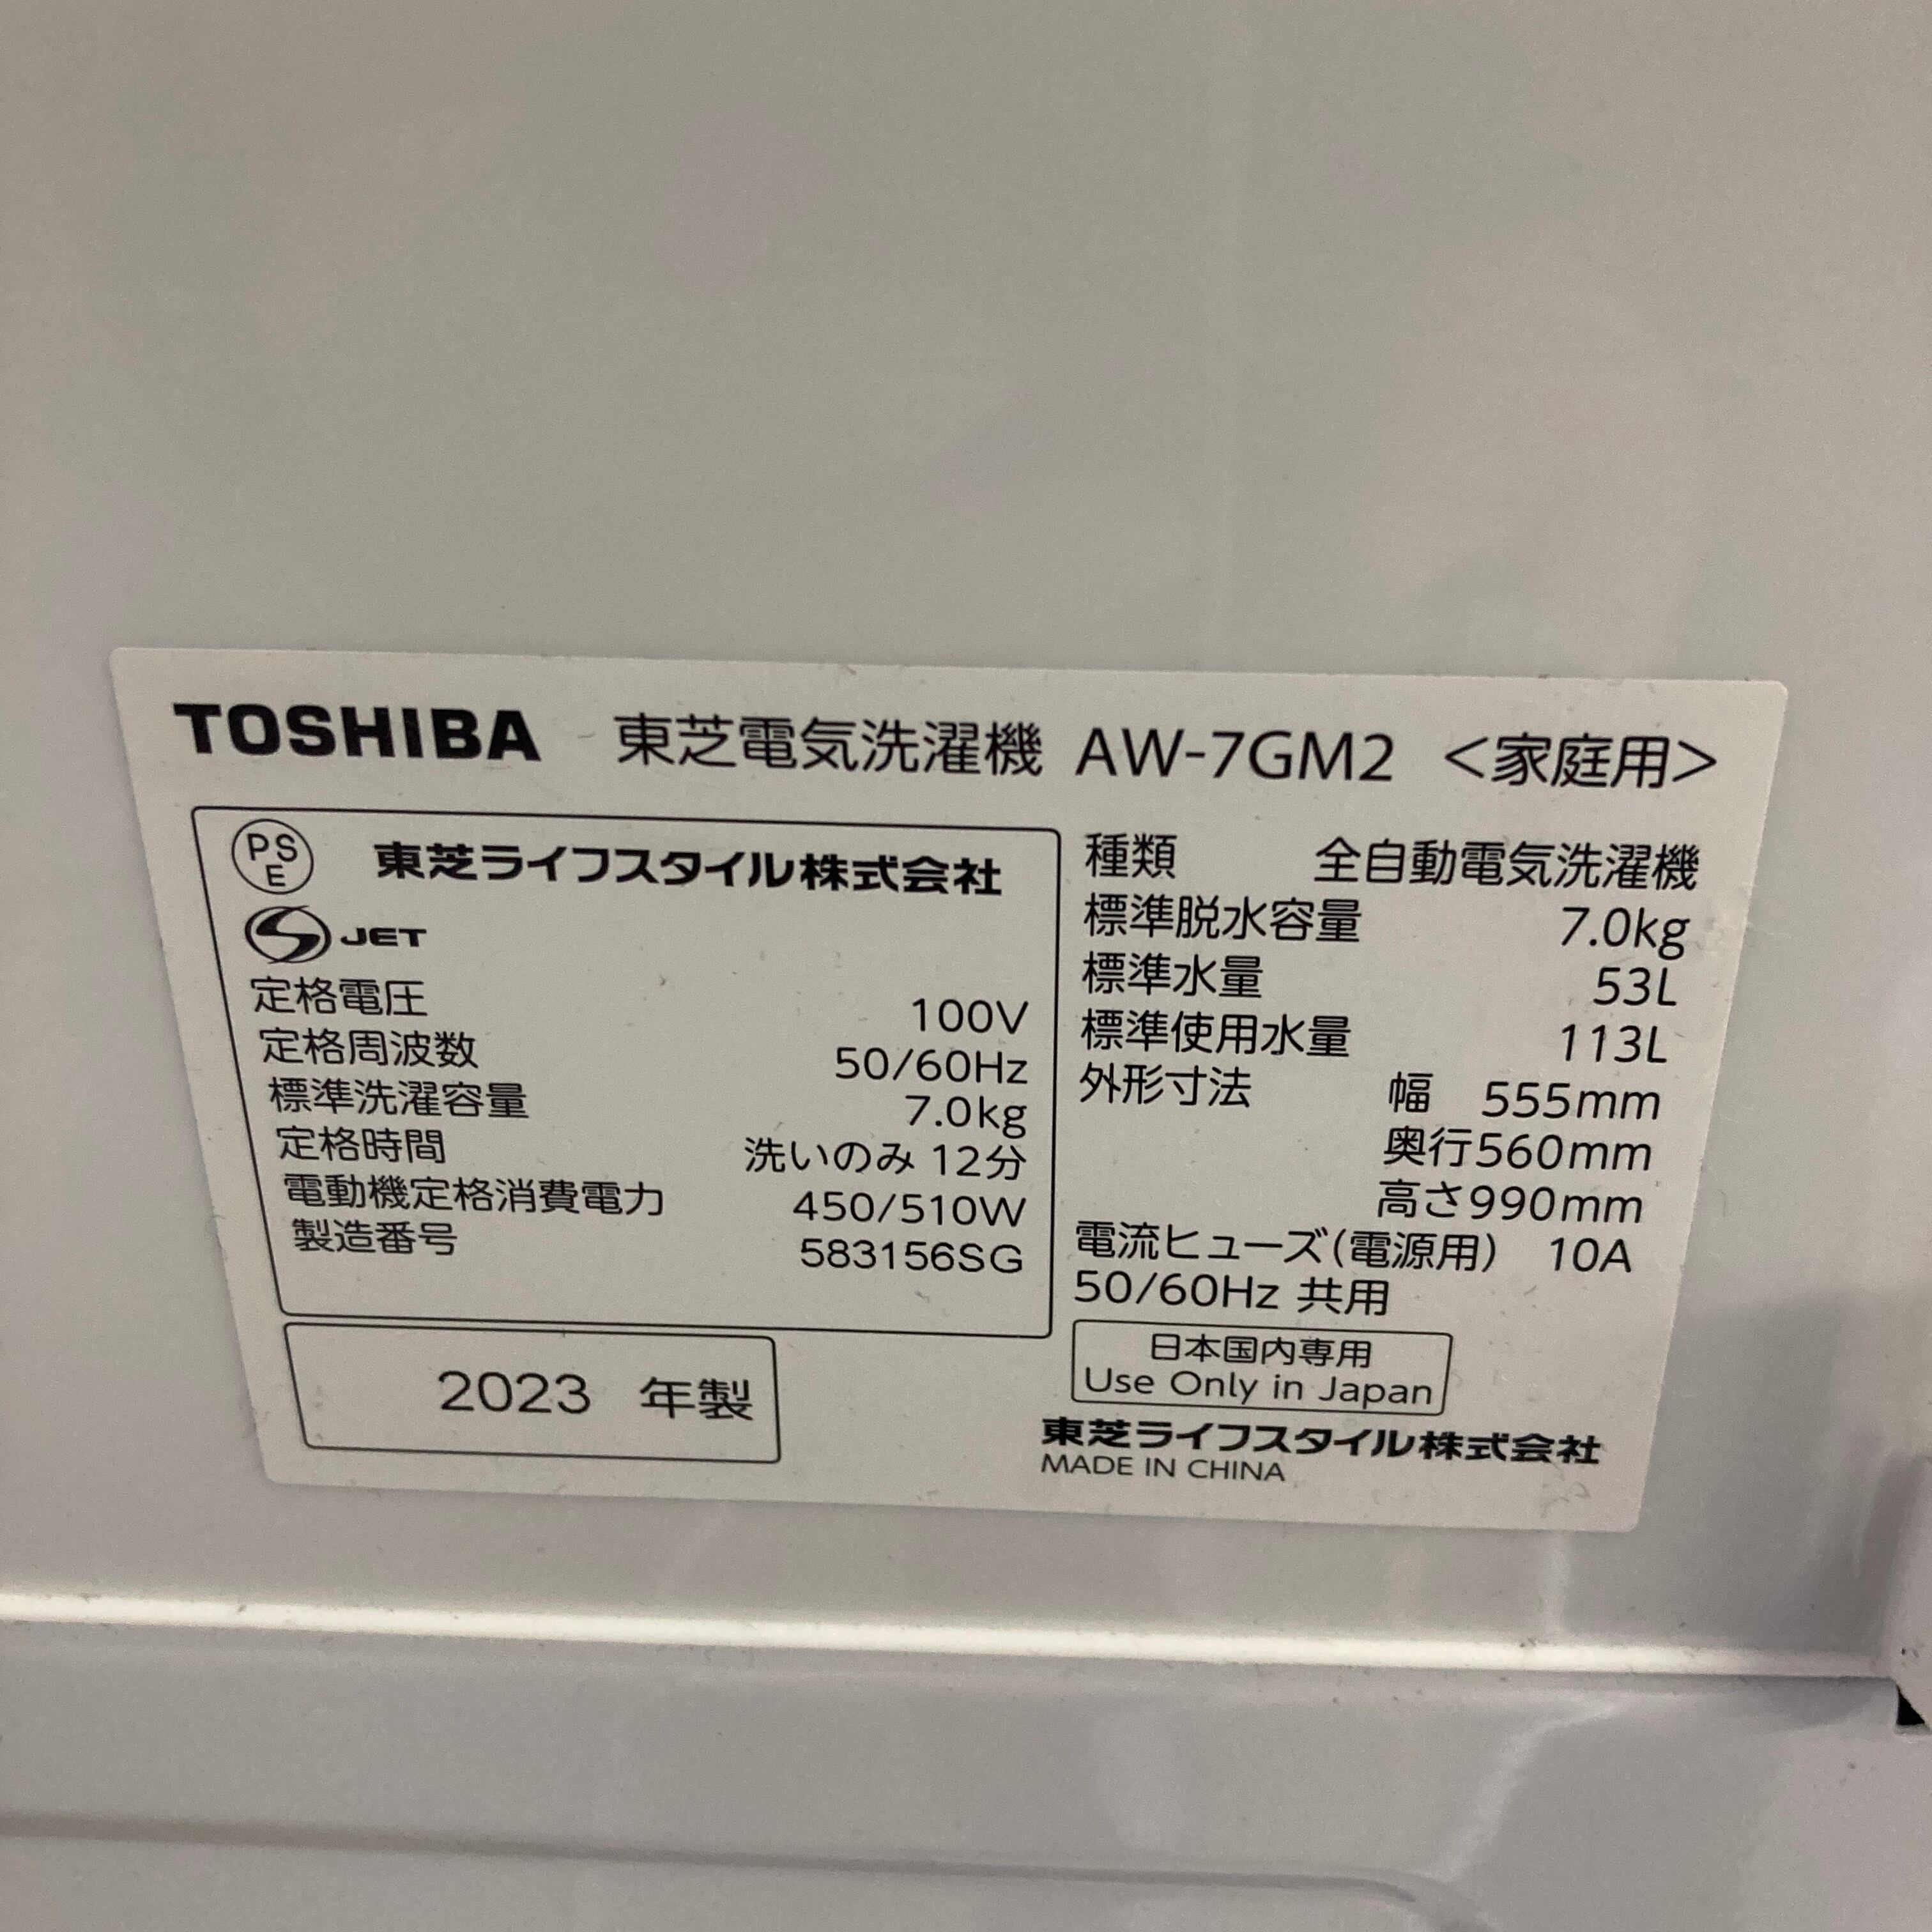 TOSHIBA 東芝電気洗濯機 AW-7GM2 <家庭用>
PSE 東芝ライフスタイル株式会社
S JET
定格電圧 100V
定格周波数 50/60Hz
標準洗濯容量 7.0kg
定格時間 洗いのみ 12分
電動機定格消費電力 450/510W
製造番号 583156SG
2023 年製
種類 全自動電気洗濯機
標準脱水容量 7.0kg
標準水量 53L
標準使用水量 113L
外形寸法 幅 555mm
奥行560mm
高さ990mm
電流ヒューズ(電源用) 10A
50/60Hz 共用
日本国内専用
Use Only in Japan
東芝ライフスタイル株式会社
MADE IN CHINA